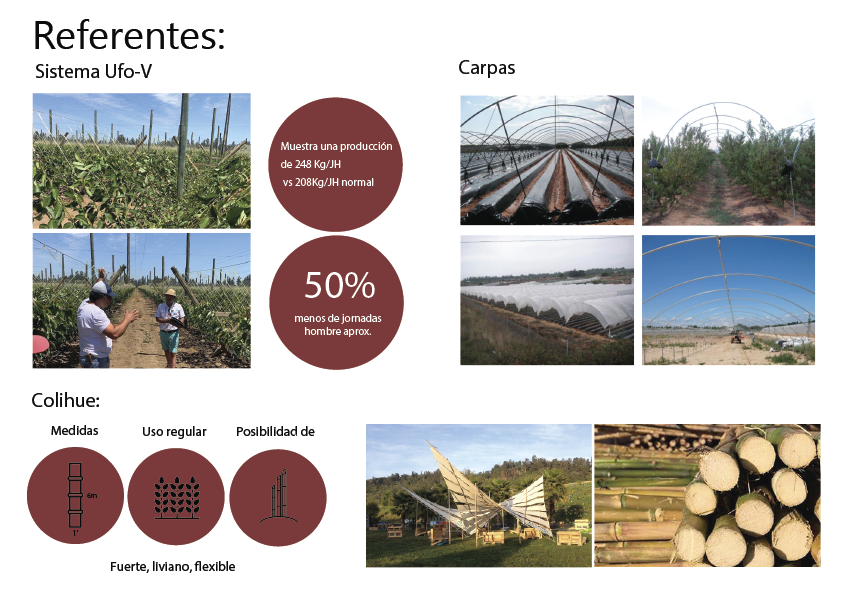 Referentes:
Sistema Ufo-V
Muestra una producción
de 248 Kg/JH
vs 208Kg/JH normal
50%
menos de jornadas
hombre aprox.
Carpas
Colihue:
Medidas
6m
1"
Uso regular
Posibilidad de
Fuerte, liviano, flexible